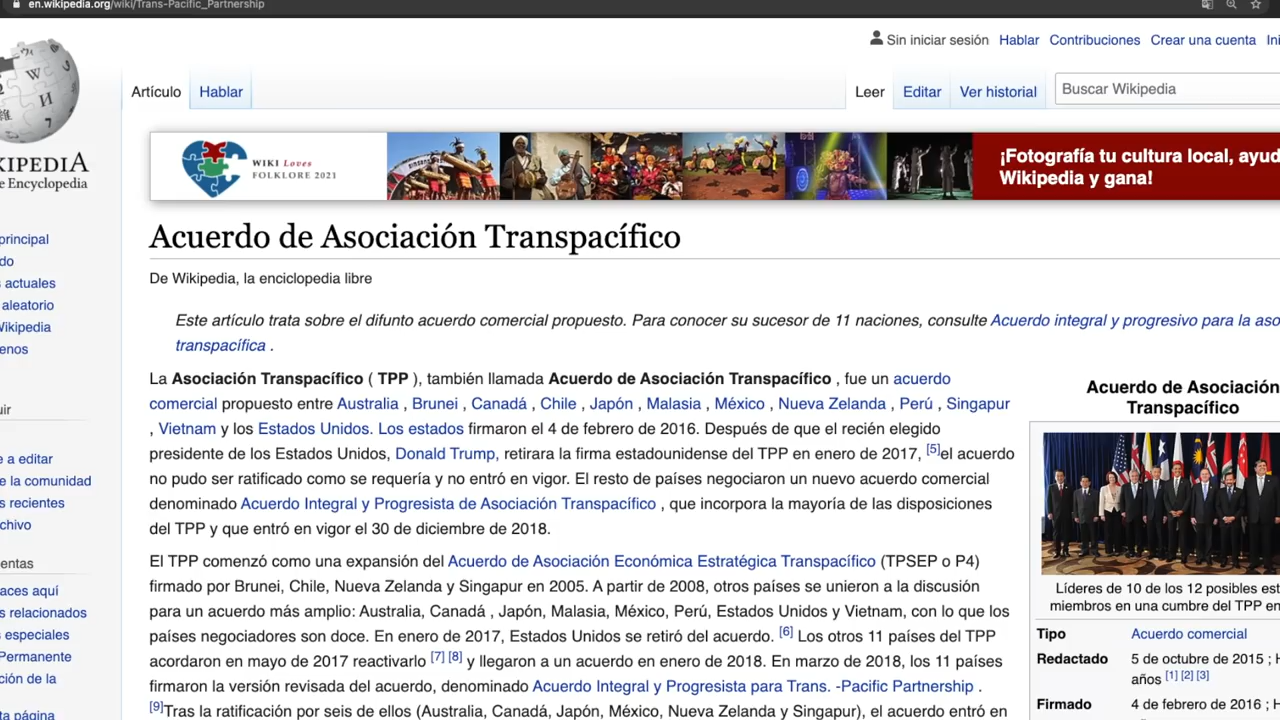 en.wikipedia.org/wiki/Trans-Pacific_Partnership
Sin iniciar sesión Hablar Contribuciones Crear una cuenta Ini
Artículo Hablar Leer Editar Ver historial Buscar Wikipedia
WIKI Loves
FOLKLORE 2021
¡Fotografía tu cultura local, ayud
Wikipedia y gana!
KIPEDIA
e Encyclopedia
Acuerdo de Asociación Transpacífico
De Wikipedia, la enciclopedia libre
principal
do
s actuales
aleatorio
Wikipedia
enos
uir
e a editar
e la comunidad
s recientes
chivo
entas
aces aquí
s relacionados
s especiales
Permanente
ción de la
ta página
Este artículo trata sobre el difunto acuerdo comercial propuesto. Para conocer su sucesor de 11 naciones, consulte Acuerdo integral y progresivo para la aso
transpacífica .
La Asociación Transpacífico ( TPP ), también llamada Acuerdo de Asociación Transpacífico , fue un acuerdo
comercial propuesto entre Australia , Brunei , Canadá , Chile , Japón , Malasia , México , Nueva Zelanda , Perú , Singapur
, Vietnam y los Estados Unidos. Los estados firmaron el 4 de febrero de 2016. Después de que el recién elegido
presidente de los Estados Unidos, Donald Trump, retirara la firma estadounidense del TPP en enero de 2017, [5]el acuerdo
no pudo ser ratificado como se requería y no entró en vigor. El resto de países negociaron un nuevo acuerdo comercial
denominado Acuerdo Integral y Progresista de Asociación Transpacífico , que incorpora la mayoría de las disposiciones
del TPP y que entró en vigor el 30 de diciembre de 2018.
El TPP comenzó como una expansión del Acuerdo de Asociación Económica Estratégica Transpacífico (TPSEP o P4)
firmado por Brunei, Chile, Nueva Zelanda y Singapur en 2005. A partir de 2008, otros países se unieron a la discusión
para un acuerdo más amplio: Australia, Canadá , Japón, Malasia, México, Perú, Estados Unidos y Vietnam, con lo que los
países negociadores son doce. En enero de 2017, Estados Unidos se retiró del acuerdo. [6] Los otros 11 países del TPP
acordaron en mayo de 2017 reactivarlo [7] [8] y llegaron a un acuerdo en enero de 2018. En marzo de 2018, los 11 países
firmaron la versión revisada del acuerdo, denominado Acuerdo Integral y Progresista para Trans. -Pacific Partnership .
[9]Tras la ratificación por seis de ellos (Australia, Canadá, Japón, México, Nueva Zelanda y Singapur), el acuerdo entró en
Acuerdo de Asociación
Transpacífico
Líderes de 10 de los 12 posibles est
miembros en una cumbre del TPP en
Tipo Acuerdo comercial
Redactado 5 de octubre de 2015 ; H
años [1] [2] [3]
Firmado 4 de febrero de 2016 ; H